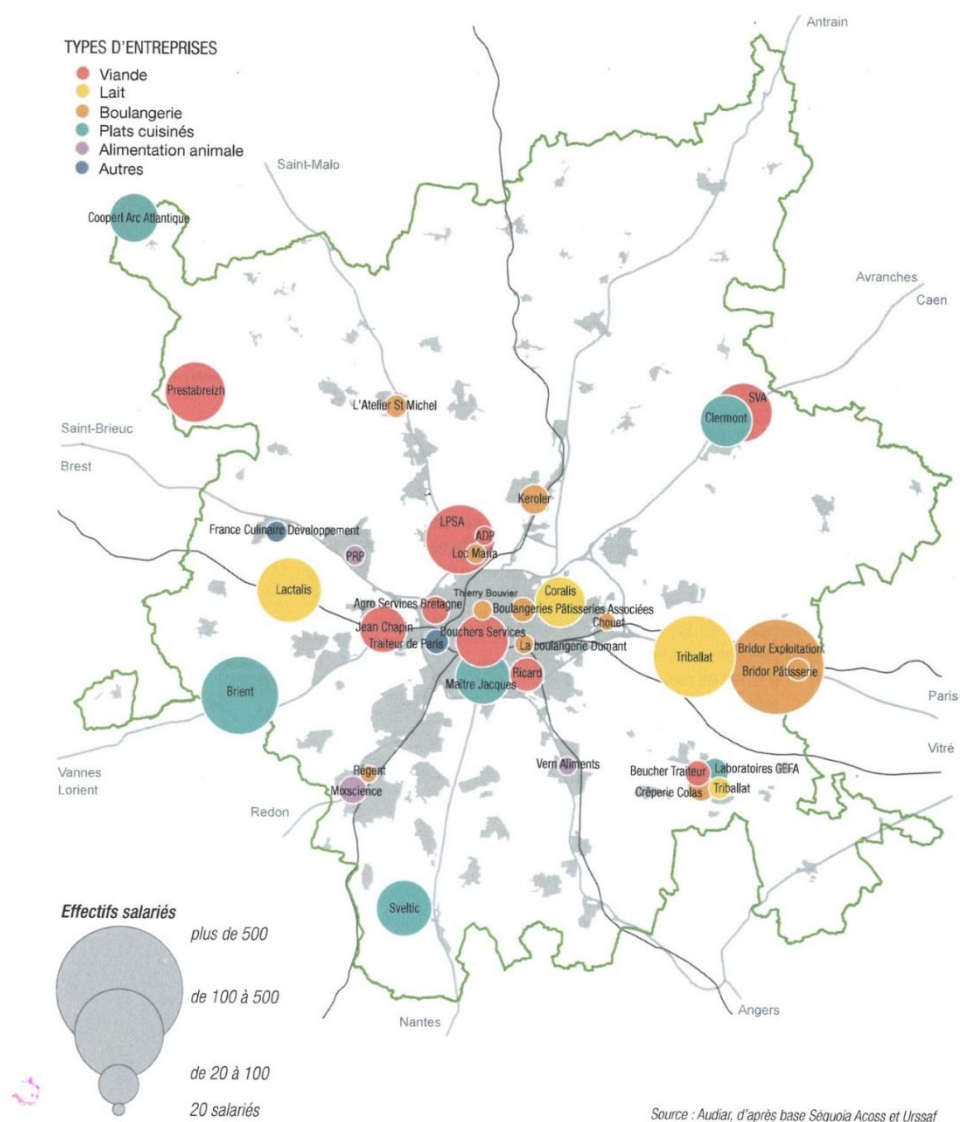 TYPES D'ENTREPRISES
Viande
Lait
Boulangerie
Plats cuisinés
Alimentation animale
Autres
Antrain
Saint-Malo
Cooperl Arc Atlantique
Avranches
Caen
Prestabreizh
L'Atelier St Michel
SVA
Clermont
Saint-Brieuc
Brest
Keroler
LPSA
ADP
Loc Maria
France Culinaire Développement
PRP
Lactalis
Coralis
Thierry Bouvier
Agro Services Bretagne
Boulangeries Pâtisseries Associées
Chouet
Jean Chapin
Bouchers Services
Traiteur de Paris
La boulangerie Dumant
Triballat
Bridor Exploitation
Bridor Pâtisserie
Ricard
Maître Jacques
Brient
Paris
Vitré
Vannes
Lorient
Régent
Mixscience
Redon
Vern Aliments
Beucher Traiteur
Laboratoires GEFA
Crêperie Colas
Triballat
Sveltic
Effectifs salariés
plus de 500
de 100 à 500
de 20 à 100
20 salariés
Nantes
Angers
Source : Audiar, d'après base Séquoia Acoss et Urssaf